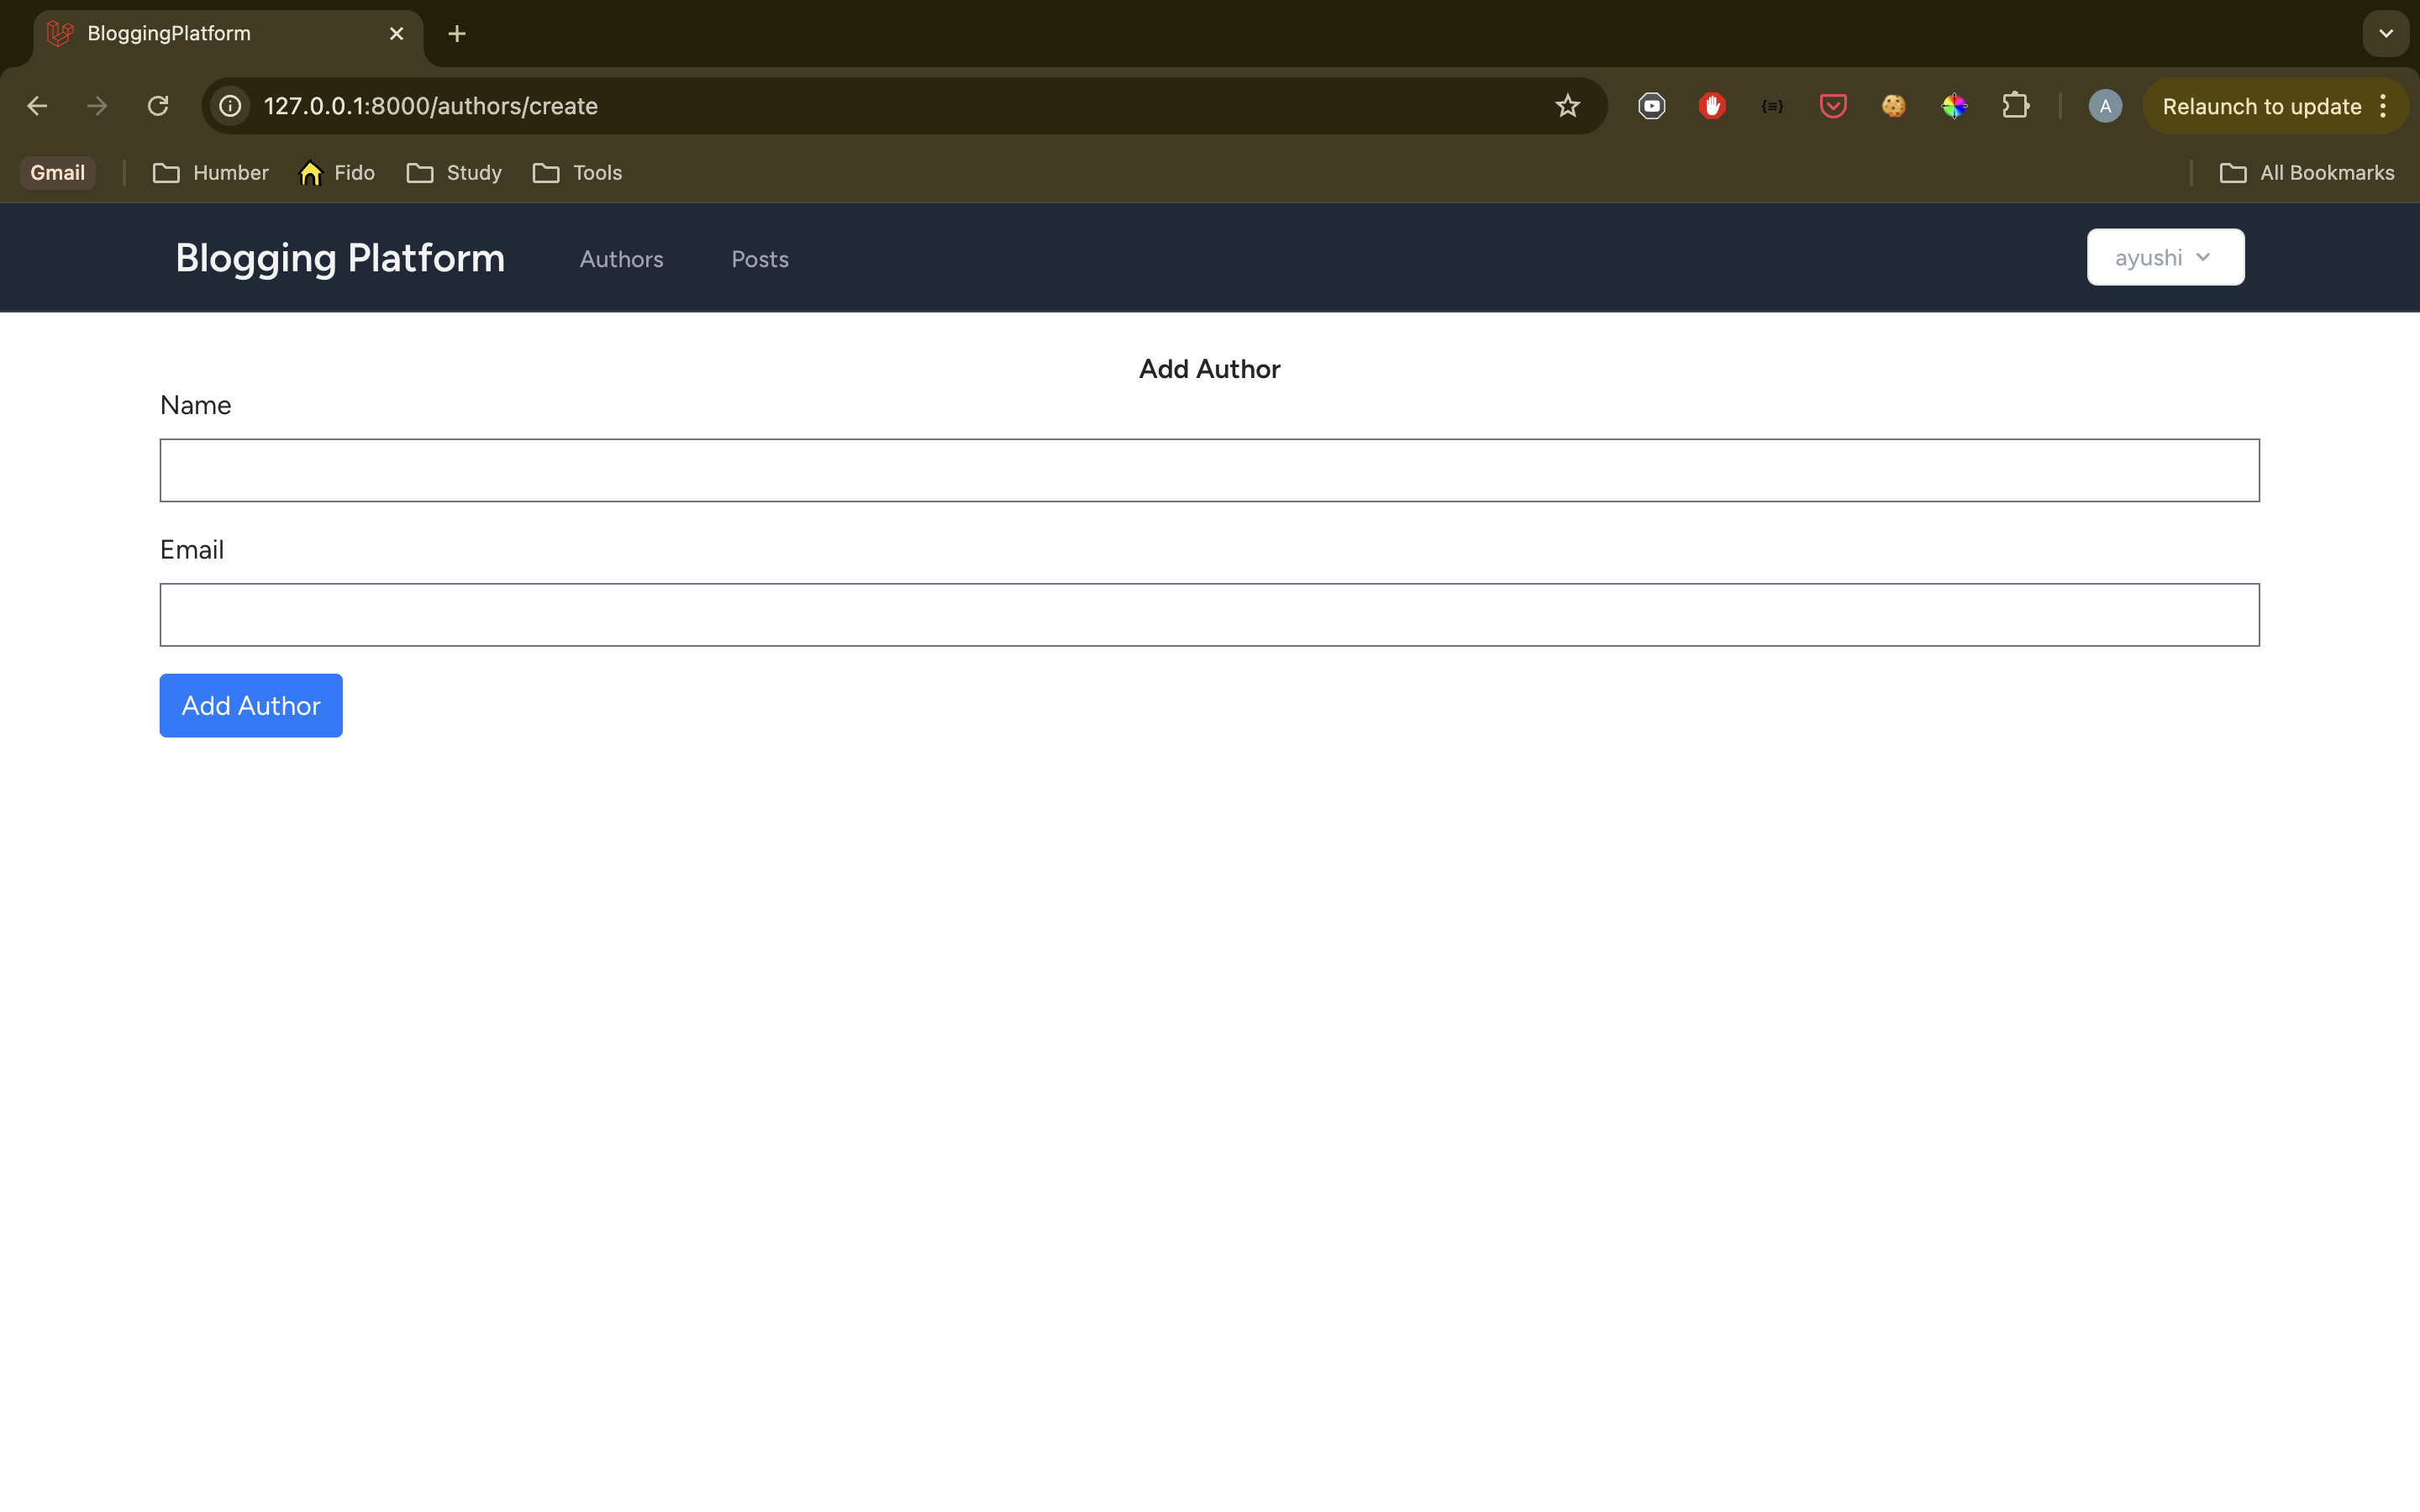 BloggingPlatform
127.0.0.1:8000/authors/create
A
Relaunch to update
Gmail
Humber
Fido
Study
Tools
All Bookmarks
Blogging Platform
Authors
Posts
ayushi
Add Author
Name
Email
Add Author